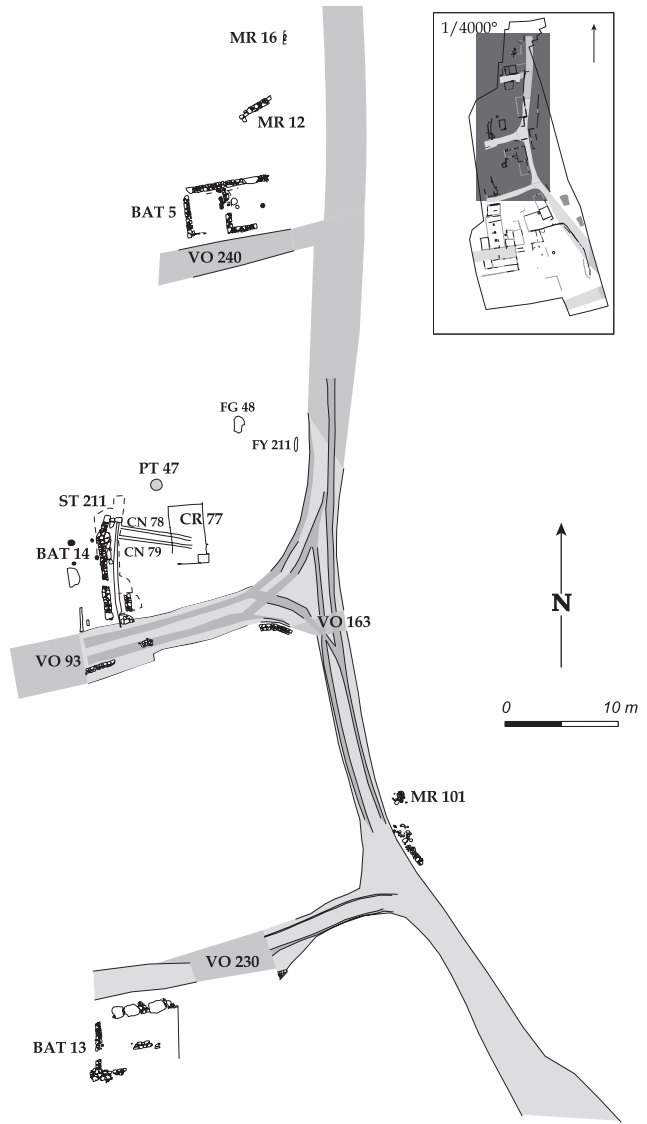 MR 16
1/4000°
MR 12
BAT 5
VO 240
FG 48
FY 211
PT 47
ST 211
CN 78
CR 77
CN 79
BAT 14
VO 163
VO 93
N
0 10 m
MR 101
VO 230
BAT 13